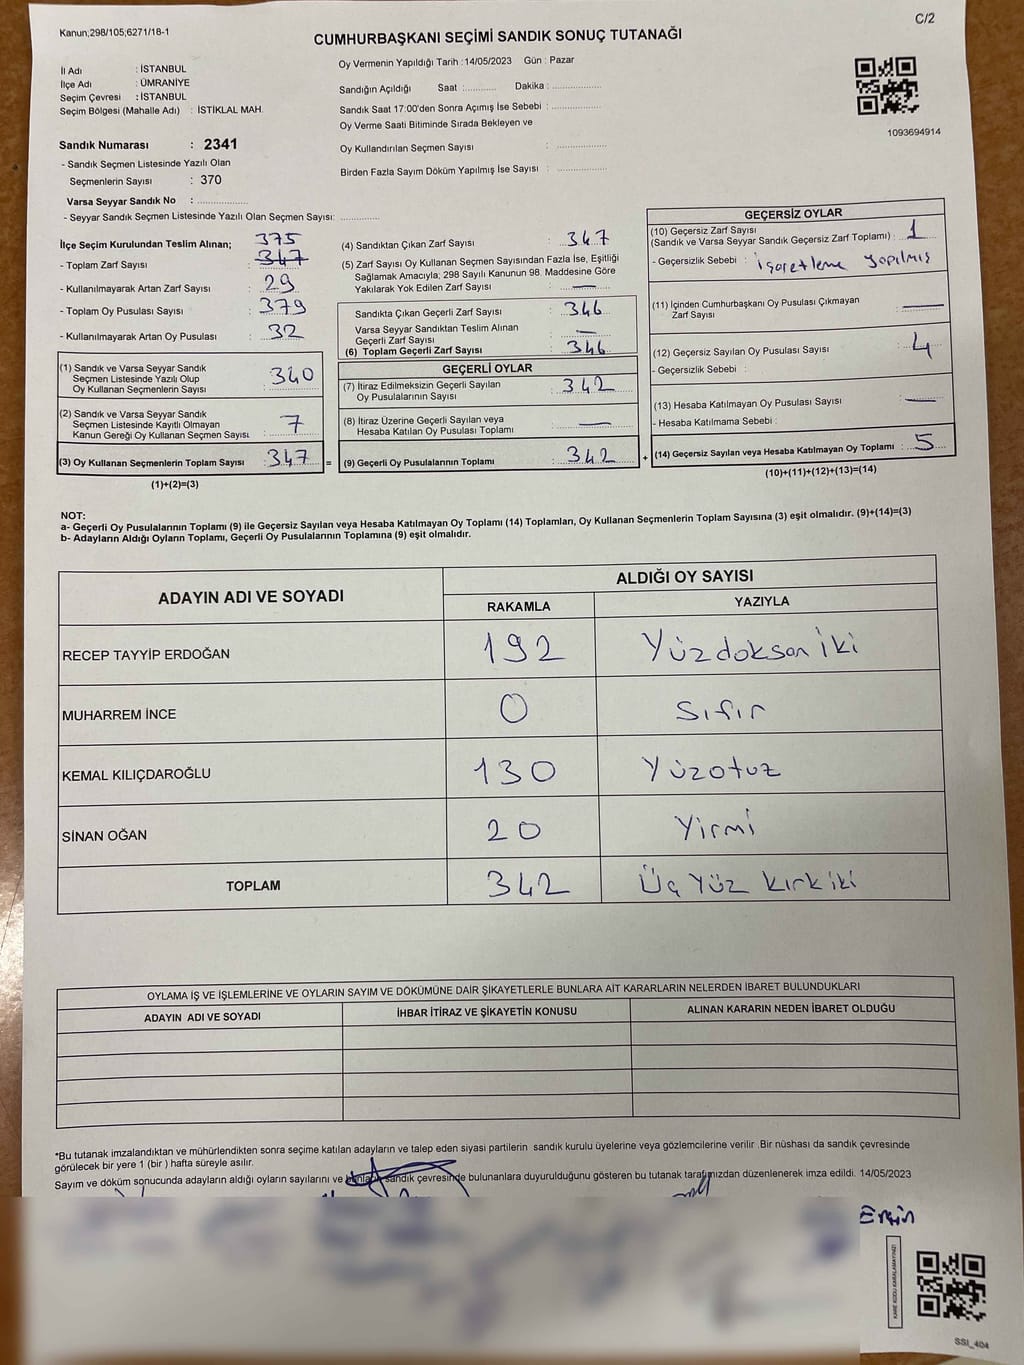 Kanun;298/105;6271/18-1
C/2
CUMHURBAŞKANI SEÇİMİ SANDIK SONUÇ TUTANAĞI
İl Adı : İSTANBUL
İlçe Adı : ÜMRANİYE
Seçim Çevresi : İSTANBUL
Seçim Bölgesi (Mahalle Adı) : İSTİKLAL MAH.
Sandık Numarası : 2341
- Sandık Seçmen Listesinde Yazılı Olan
Seçmenlerin Sayısı : 370
Varsa Seyyar Sandık No : ................
- Seyyar Sandık Seçmen Listesinde Yazılı Olan Seçmen Sayısı: ............
Oy Vermenin Yapıldığı Tarih :14/05/2023 Gün : Pazar
Sandığın Açıldığı Saat :.......... Dakika :...............
Sandık Saat 17:00'den Sonra Açımış İse Sebebi : ...............
Oy Verme Saati Bitiminde Sırada Bekleyen ve
Oy Kullandırılan Seçmen Sayısı : ...............
Birden Fazla Sayım Döküm Yapılmış İse Sayısı : ...............
1093694914
İlçe Seçim Kurulundan Teslim Alınan; 375
- Toplam Zarf Sayısı : 347
- Kullanılmayarak Artan Zarf Sayısı : 29
- Toplam Oy Pusulası Sayısı : 379
- Kullanılmayarak Artan Oy Pusulası : 32
(1) Sandık ve Varsa Seyyar Sandık
Seçmen Listesinde Yazılı Olup
Oy Kullanan Seçmenlerin Sayısı : 340
(2) Sandık ve Varsa Seyyar Sandık
Seçmen Listesinde Kayıtlı Olmayan
Kanun Gereği Oy Kullanan Seçmen Sayısı : 7
(3) Oy Kullanan Seçmenlerin Toplam Sayısı : 347 =
(1)+(2)=(3)
(4) Sandıktan Çıkan Zarf Sayısı : 347
(5) Zarf Sayısı Oy Kullanan Seçmen Sayısından Fazla İse, Eşitliği
Sağlamak Amacıyla; 298 Sayılı Kanunun 98. Maddesine Göre
Yakılarak Yok Edilen Zarf Sayısı : —
Sandıkta Çıkan Geçerli Zarf Sayısı : 346
Varsa Seyyar Sandıktan Teslim Alınan
Geçerli Zarf Sayısı : —
(6) Toplam Geçerli Zarf Sayısı : 346
GEÇERLİ OYLAR
(7) İtiraz Edilmeksizin Geçerli Sayılan
Oy Pusulalarının Sayısı : 342
(8) İtiraz Üzerine Geçerli Sayılan veya
Hesaba Katılan Oy Pusulası Toplamı : —
(9) Geçerli Oy Pusulalarının Toplamı : 342 +
GEÇERSİZ OYLAR
(10) Geçersiz Zarf Sayısı
(Sandık ve Varsa Seyyar Sandık Geçersiz Zarf Toplamı) : 1
- Geçersizlik Sebebi : işaretleme yapılmış
(11) İçinden Cumhurbaşkanı Oy Pusulası Çıkmayan
Zarf Sayısı : —
(12) Geçersiz Sayılan Oy Pusulası Sayısı : 4
- Geçersizlik Sebebi :
(13) Hesaba Katılmayan Oy Pusulası Sayısı : —
- Hesaba Katılmama Sebebi :
(14) Geçersiz Sayılan veya Hesaba Katılmayan Oy Toplamı : 5
(10)+(11)+(12)+(13)=(14)
NOT:
a- Geçerli Oy Pusulalarının Toplamı (9) ile Geçersiz Sayılan veya Hesaba Katılmayan Oy Toplamı (14) Toplamları, Oy Kullanan Seçmenlerin Toplam Sayısına (3) eşit olmalıdır. (9)+(14)=(3)
b- Adayların Aldığı Oyların Toplamı, Geçerli Oy Pusulalarının Toplamına (9) eşit olmalıdır.
ADAYIN ADI VE SOYADI ALDIĞI OY SAYISI
RAKAMLA YAZIYLA
RECEP TAYYİP ERDOĞAN 192 Yüzdoksan İki
MUHARREM İNCE 0 Sıfır
KEMAL KILIÇDAROĞLU 130 Yüzotuz
SİNAN OĞAN 20 Yirmi
TOPLAM 342 Üç Yüz kırk iki
OYLAMA İŞ VE İŞLEMLERİNE VE OYLARIN SAYIM VE DÖKÜMÜNE DAİR ŞİKAYETLERLE BUNLARA AİT KARARLARIN NELERDEN İBARET BULUNDUKLARI
ADAYIN ADI VE SOYADI İHBAR İTİRAZ VE ŞİKAYETİN KONUSU ALINAN KARARIN NEDEN İBARET OLDUĞU
*Bu tutanak imzalandıktan ve mühürlendikten sonra seçime katılan adayların ve talep eden siyasi partilerin sandık kurulu üyelerine veya gözlemcilerine verilir .Bir nüshası da sandık çevresinde
görülecek bir yere 1 (bir ) hafta süreyle asılır.
Sayım ve döküm sonucunda adayların aldığı oyların sayılarını ve bunların sandık çevresinde bulunanlara duyurulduğunu gösteren bu tutanak tarafımızdan düzenlenerek imza edildi. 14/05/2023
Ergin
KARE KODU KARALAMAYINIZ!
SSI_404